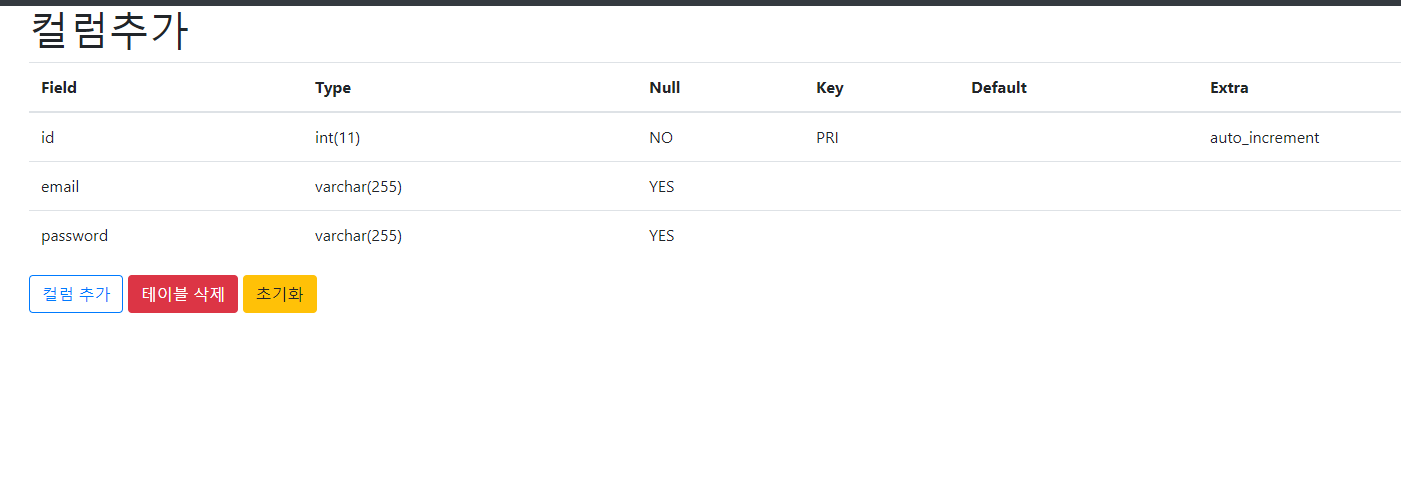 컬럼추가
Field Type Null Key Default Extra
id int(11) NO PRI auto_increment
email varchar(255) YES
password varchar(255) YES
컬럼 추가 테이블 삭제 초기화